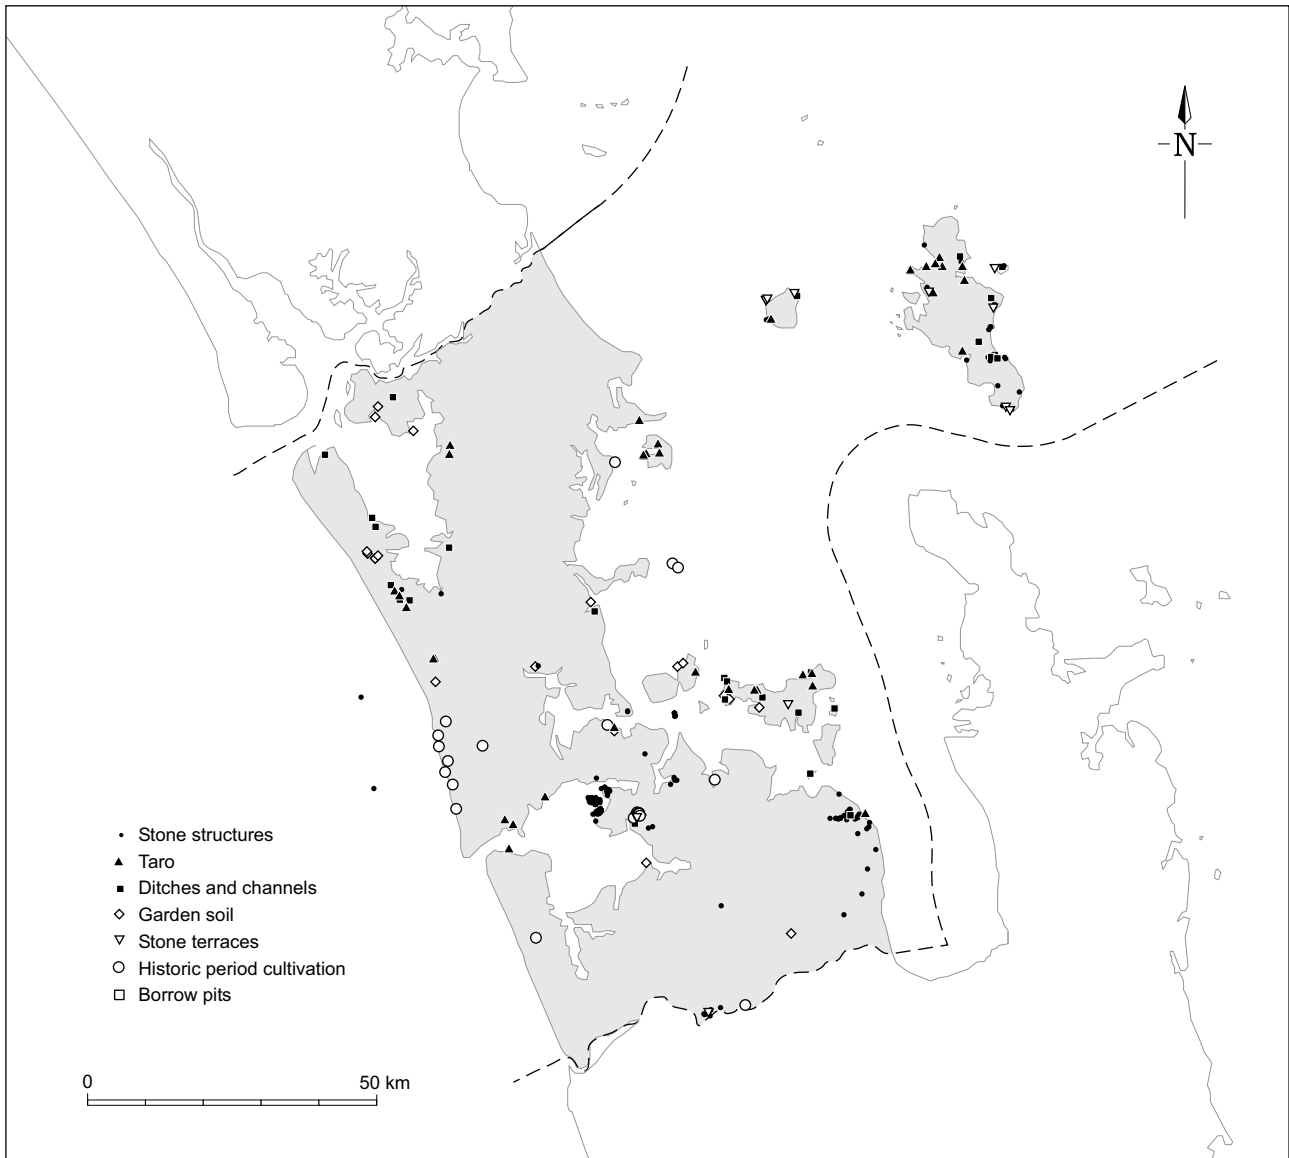 N
Stone structures
Taro
Ditches and channels
Garden soil
Stone terraces
Historic period cultivation
Borrow pits
0 50 km